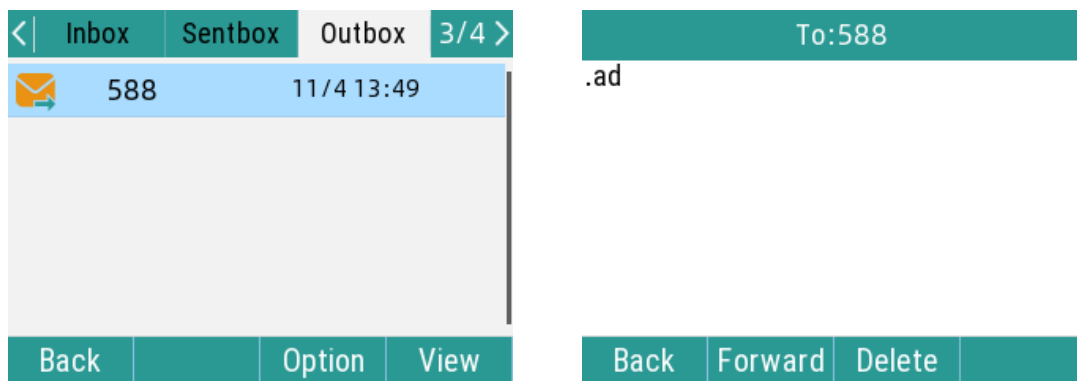 Inbox Sentbox Outbox 3/4
588 11/4 13:49
Back Option View
To:588
.ad
Back Forward Delete